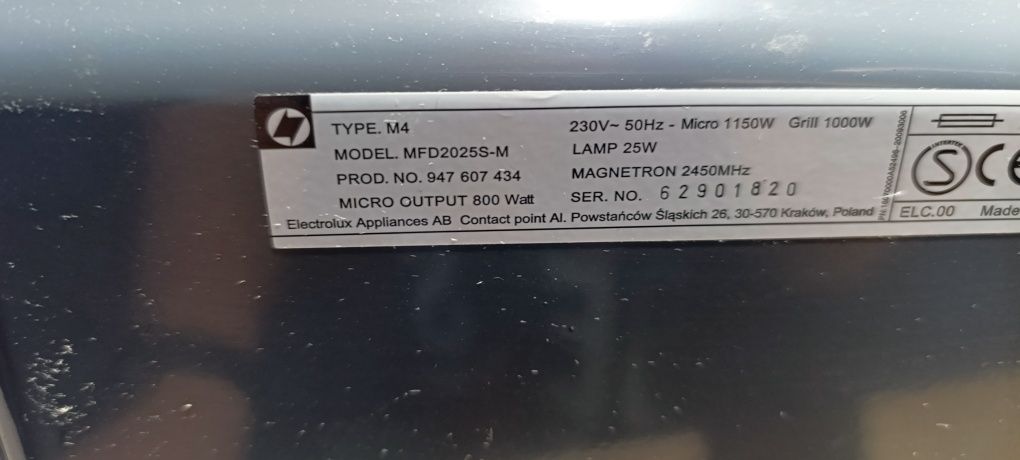 TYPE. M4
MODEL. MFD2025S-M
PROD. NO. 947 607 434
MICRO OUTPUT 800 Watt
230V~ 50Hz - Micro 1150W Grill 1000W
LAMP 25W
MAGNETRON 2450MHz
SER. NO. 62901820
Electrolux Appliances AB Contact point Al. Powstańców Śląskich 26, 30-570 Kraków, Poland
INTERTEK
S
CE
ELC.00 Made